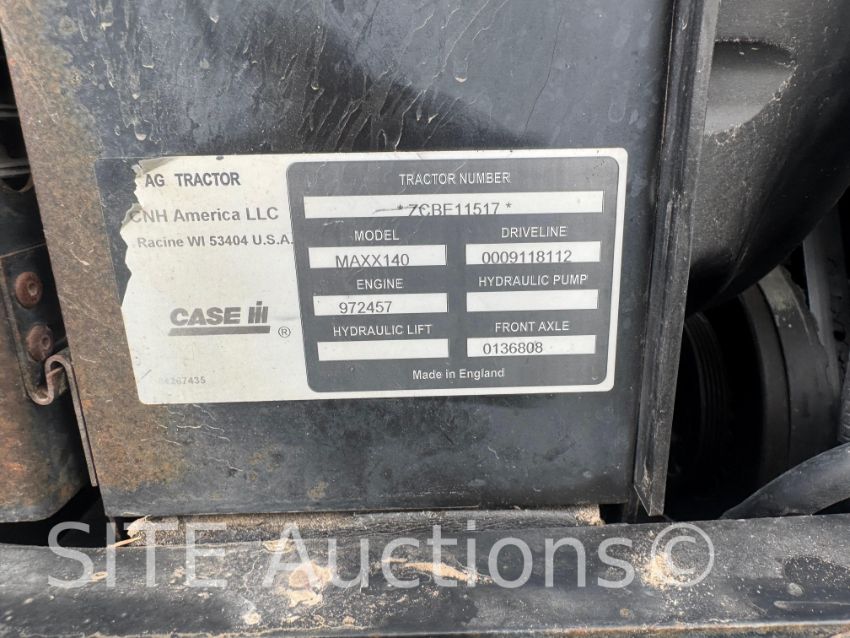 AG TRACTOR
CNH America LLC
Racine WI 53404 U.S.A.
CASE III
®
TRACTOR NUMBER
*ZCBE11517*
MODEL
MAXX140
DRIVELINE
0009118112
ENGINE
972457
HYDRAULIC PUMP
HYDRAULIC LIFT
FRONT AXLE
0136808
Made in England
SITE Auctions©